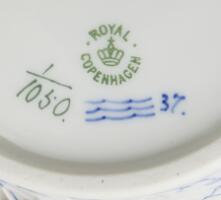 ROYAL
COPENHAGEN
1/1050.
37.